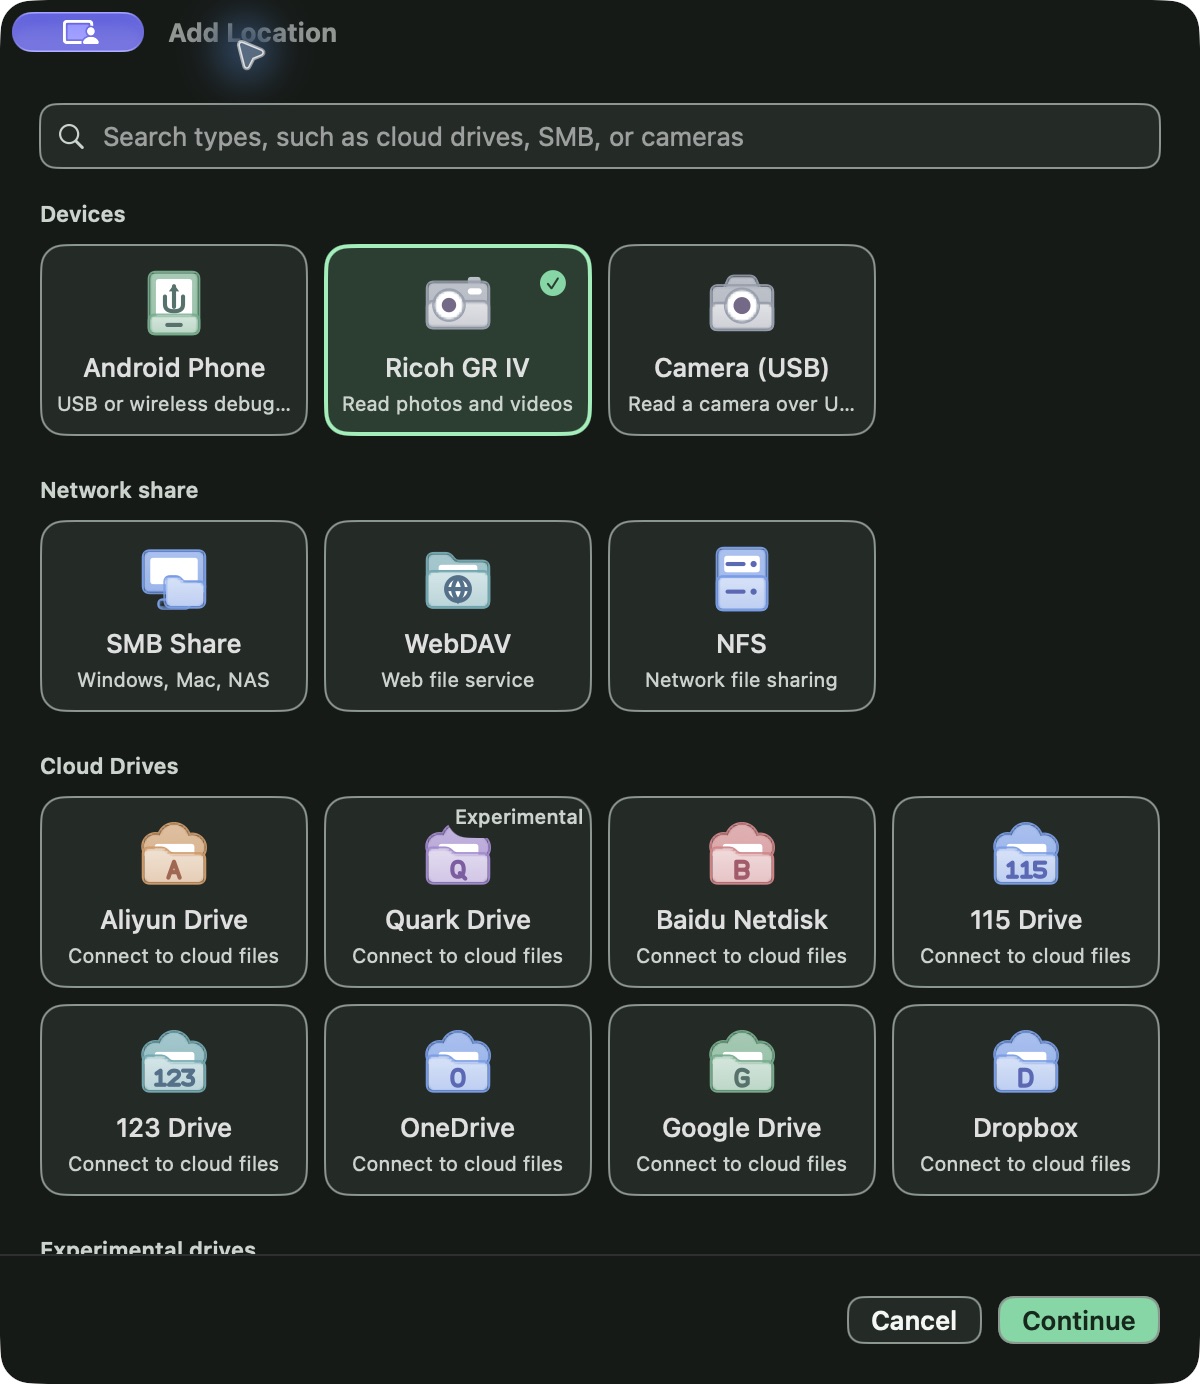 Add Location
Search types, such as cloud drives, SMB, or cameras
Devices
Android Phone
USB or wireless debug...
Ricoh GR IV
Read photos and videos
Camera (USB)
Read a camera over U...
Network share
SMB Share
Windows, Mac, NAS
WebDAV
Web file service
NFS
Network file sharing
Cloud Drives
A
Aliyun Drive
Connect to cloud files
Experimental
Q
Quark Drive
Connect to cloud files
B
Baidu Netdisk
Connect to cloud files
115
115 Drive
Connect to cloud files
123
123 Drive
Connect to cloud files
O
OneDrive
Connect to cloud files
G
Google Drive
Connect to cloud files
D
Dropbox
Connect to cloud files
Experimental drives
Cancel
Continue